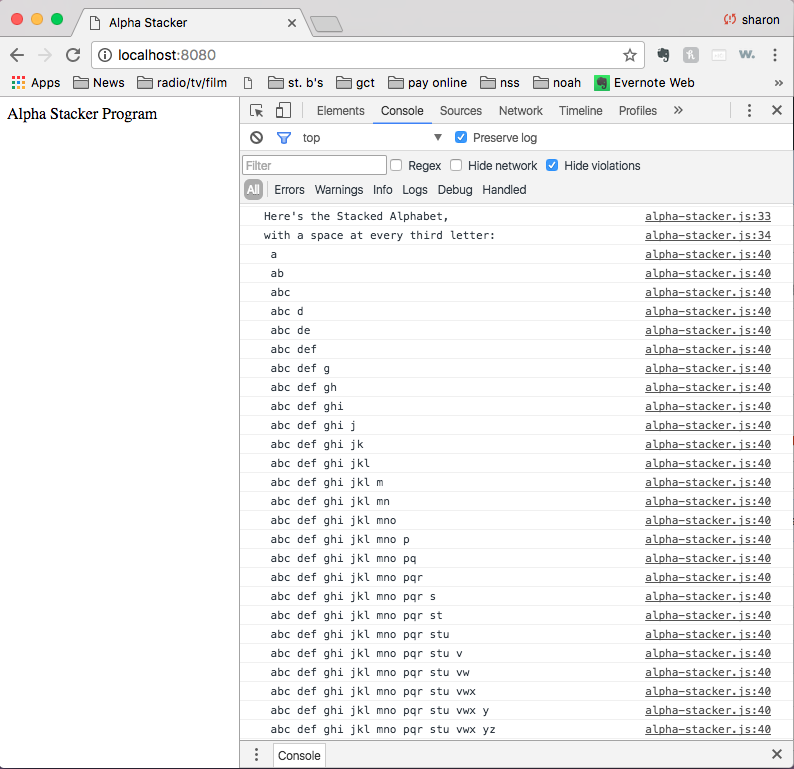 Alpha Stacker
sharon
localhost:8080
W.
Apps News radio/tv/film st. b's gct pay online nss noah Evernote Web »
Alpha Stacker Program
Elements Console Sources Network Timeline Profiles »
top Preserve log
Filter Regex Hide network Hide violations
All Errors Warnings Info Logs Debug Handled
Here's the Stacked Alphabet, alpha-stacker.js:33
with a space at every third letter: alpha-stacker.js:34
a alpha-stacker.js:40
ab alpha-stacker.js:40
abc alpha-stacker.js:40
abc d alpha-stacker.js:40
abc de alpha-stacker.js:40
abc def alpha-stacker.js:40
abc def g alpha-stacker.js:40
abc def gh alpha-stacker.js:40
abc def ghi alpha-stacker.js:40
abc def ghi j alpha-stacker.js:40
abc def ghi jk alpha-stacker.js:40
abc def ghi jkl alpha-stacker.js:40
abc def ghi jkl m alpha-stacker.js:40
abc def ghi jkl mn alpha-stacker.js:40
abc def ghi jkl mno alpha-stacker.js:40
abc def ghi jkl mno p alpha-stacker.js:40
abc def ghi jkl mno pq alpha-stacker.js:40
abc def ghi jkl mno pqr alpha-stacker.js:40
abc def ghi jkl mno pqr s alpha-stacker.js:40
abc def ghi jkl mno pqr st alpha-stacker.js:40
abc def ghi jkl mno pqr stu alpha-stacker.js:40
abc def ghi jkl mno pqr stu v alpha-stacker.js:40
abc def ghi jkl mno pqr stu vw alpha-stacker.js:40
abc def ghi jkl mno pqr stu vwx alpha-stacker.js:40
abc def ghi jkl mno pqr stu vwx y alpha-stacker.js:40
abc def ghi jkl mno pqr stu vwx yz alpha-stacker.js:40
Console